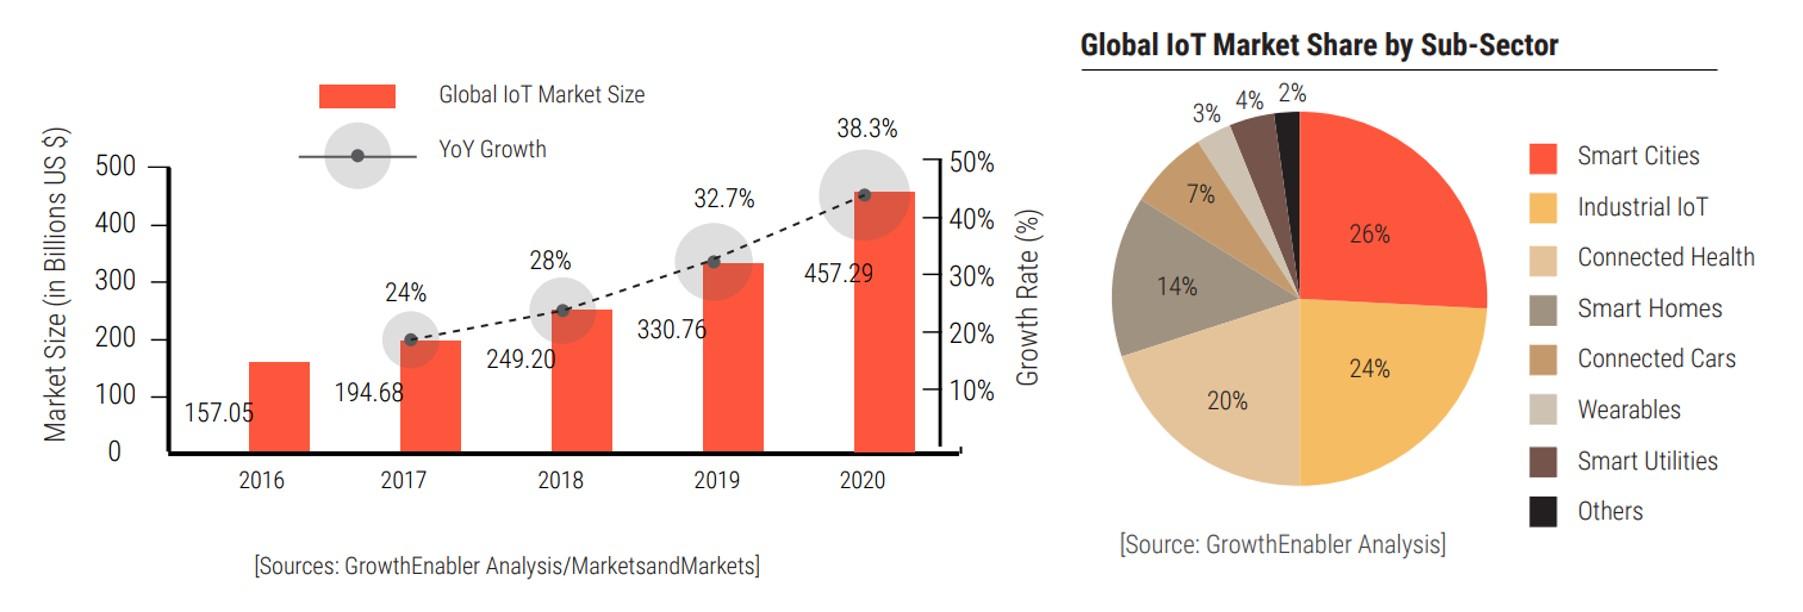 Global IoT Market Size
YoY Growth
Market Size (in Billions US $)
500
400
300
200
100
0
157.05
194.68
249.20
330.76
457.29
24%
28%
32.7%
38.3%
50%
40%
30%
20%
10%
Growth Rate (%)
2016
2017
2018
2019
2020
[Sources: GrowthEnabler Analysis/MarketsandMarkets]
Global IoT Market Share by Sub-Sector
3%
4%
2%
7%
26%
14%
24%
20%
Smart Cities
Industrial IoT
Connected Health
Smart Homes
Connected Cars
Wearables
Smart Utilities
Others
[Source: GrowthEnabler Analysis]